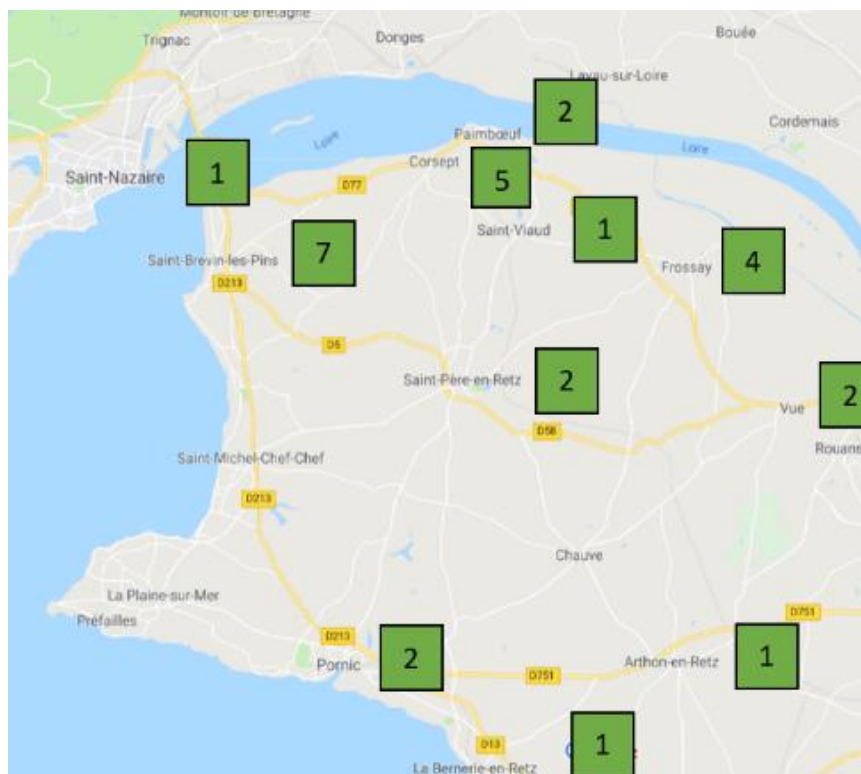 Montoir de Bretagne
Trignac
Donges
Bouée
Lavau-sur-Loire
2
Cordemais
Paimbœuf
Loire
Loire
Corsept
Saint-Nazaire
1
D77
5
Saint-Viaud
1
Saint-Brevin-les-Pins
7
Frossay
4
D213
D5
Saint-Père-en-Retz
2
Vue
2
D58
Rouans
Saint-Michel-Chef-Chef
D213
Chauve
La Plaine-sur-Mer
Préfailles
D751
D213
Pornic
2
D751
Arthon-en-Retz
1
D13
1
La Bernerie-en-Retz